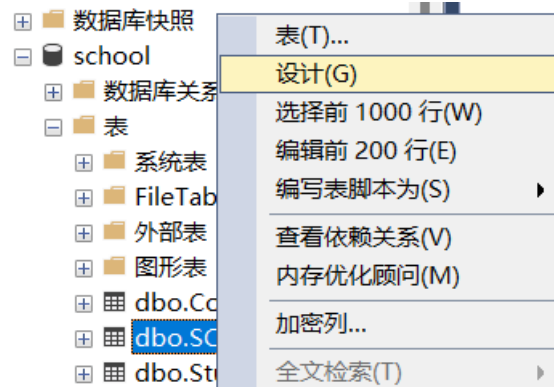 数据库快照
school
数据库关系
表
系统表
FileTab
外部表
图形表
dbo.Co
dbo.SC
dbo.Stu
表(T)...
设计(G)
选择前 1000 行(W)
编辑前 200 行(E)
编写表脚本为(S)
查看依赖关系(V)
内存优化顾问(M)
加密列...
全文检索(T)